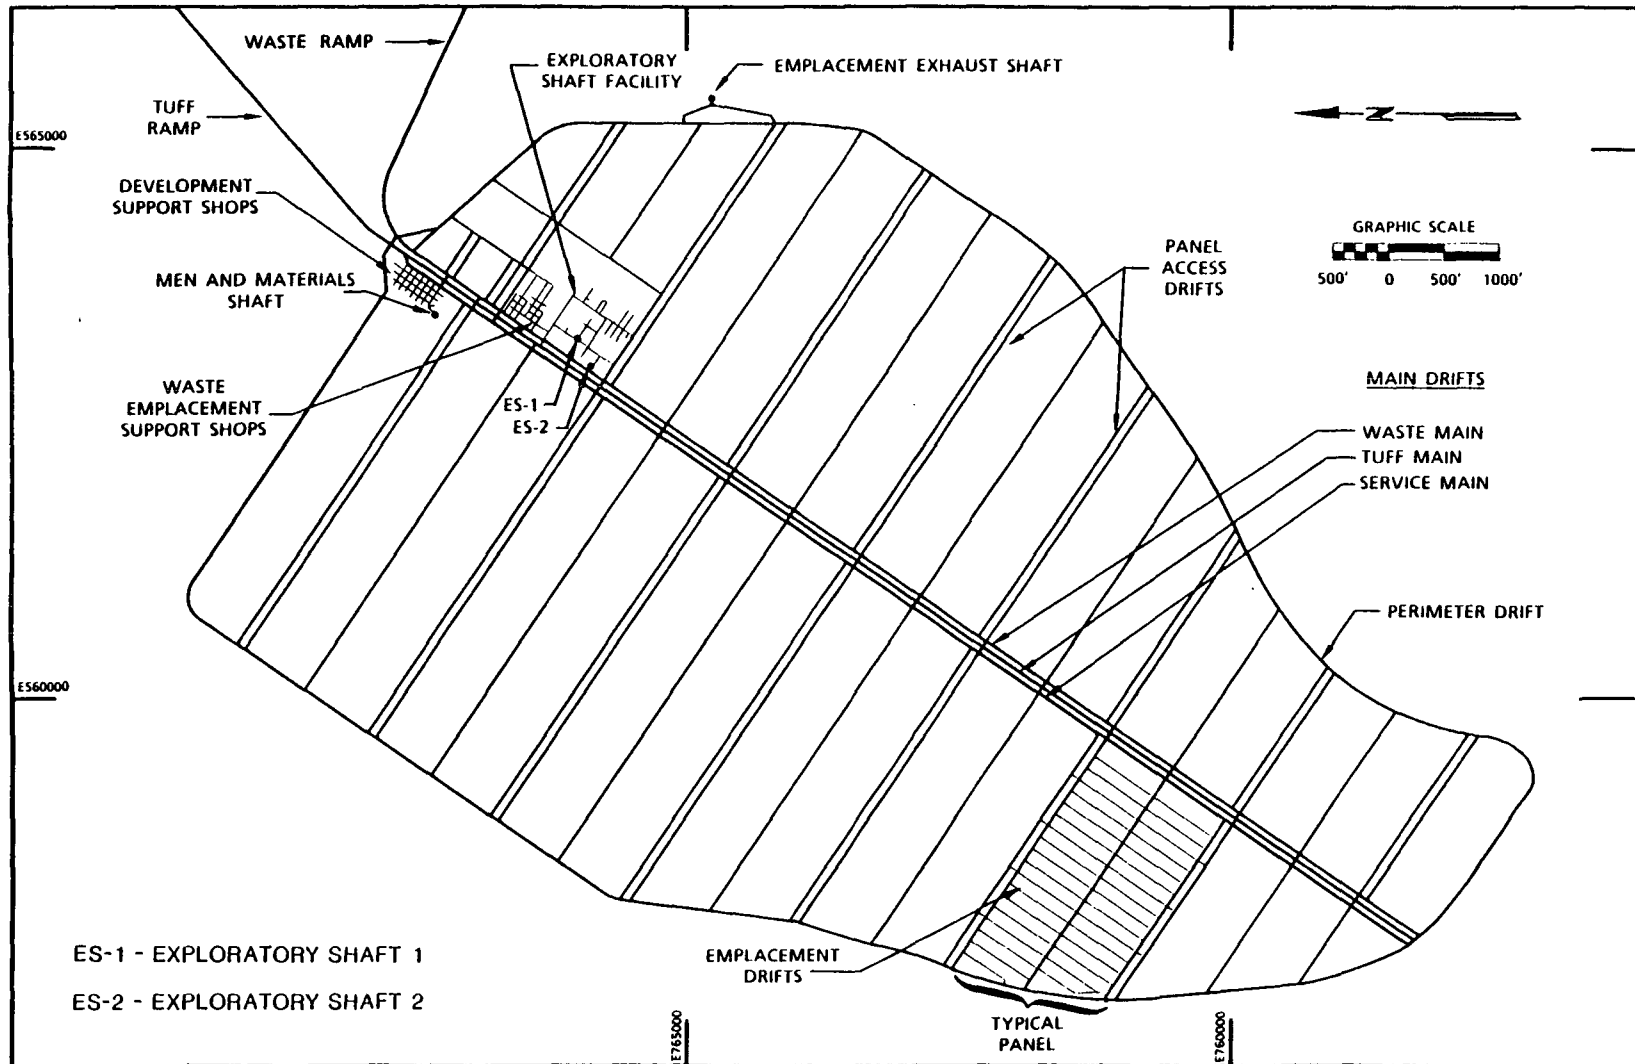 WASTE RAMP
EXPLORATORY
SHAFT FACILITY
EMPLACEMENT EXHAUST SHAFT
TUFF
RAMP
N
E565000
DEVELOPMENT
SUPPORT SHOPS
GRAPHIC SCALE
500' 0 500' 1000'
PANEL
ACCESS
DRIFTS
MEN AND MATERIALS
SHAFT
MAIN DRIFTS
WASTE
EMPLACEMENT
SUPPORT SHOPS
ES-1
ES-2
WASTE MAIN
TUFF MAIN
SERVICE MAIN
PERIMETER DRIFT
E560000
EMPLACEMENT
DRIFTS
ES-1 - EXPLORATORY SHAFT 1
ES-2 - EXPLORATORY SHAFT 2
TYPICAL
PANEL
E765000
E760000